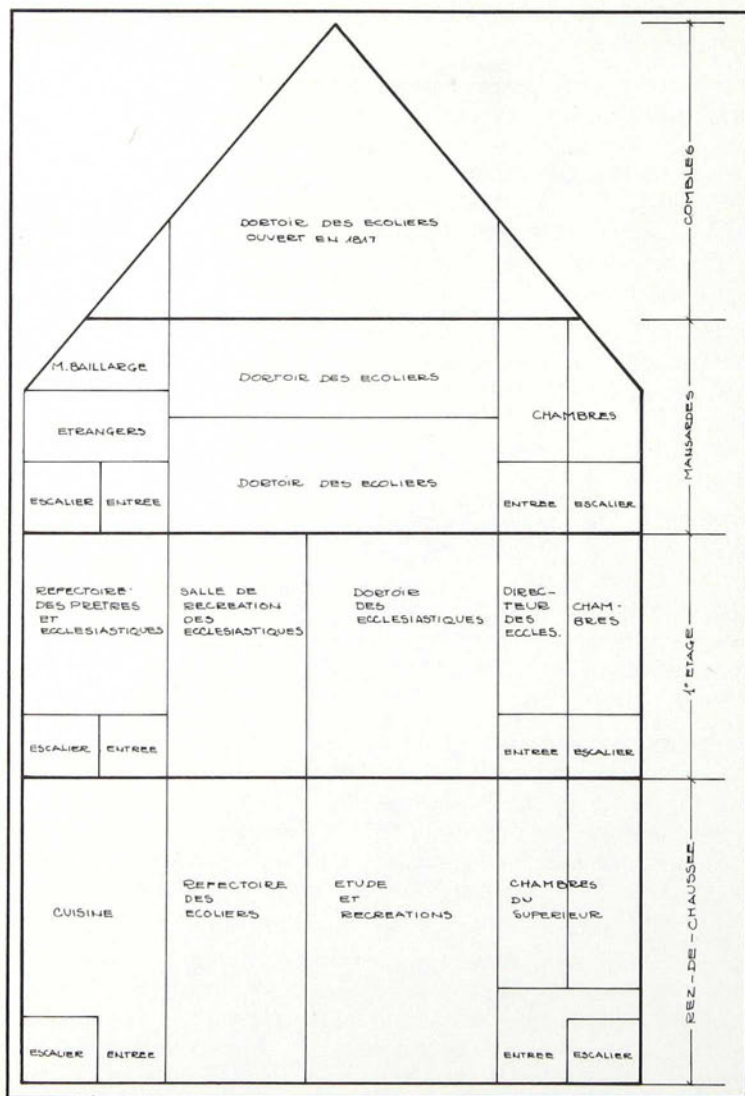 DORTOIR DES ECOLIERS
OUVERT EN 1817
COMBLES
M. BAILLARGE
DORTOIR DES ECOLIERS
ETRANGERS
CHAMBRES
DORTOIR DES ECOLIERS
ESCALIER
ENTREE
ENTREE
ESCALIER
MANSARDES
REFECTOIRE
DES PRETRES
ET
ECCLESIASTIQUES
SALLE DE
RECREATION
DES
ECCLESIASTIQUES
DORTOIR
DES
ECCLESIASTIQUES
DIREC-
TEUR
DES
ECCLES.
CHAM-
BRES
ESCALIER
ENTREE
ENTREE
ESCALIER
1° ETAGE
CUISINE
REFECTOIRE
DES
ECOLIERS
ETUDE
ET
RECREATIONS
CHAMBRES
DU
SUPERIEUR
ESCALIER
ENTREE
ENTREE
ESCALIER
REZ-DE-CHAUSSEE